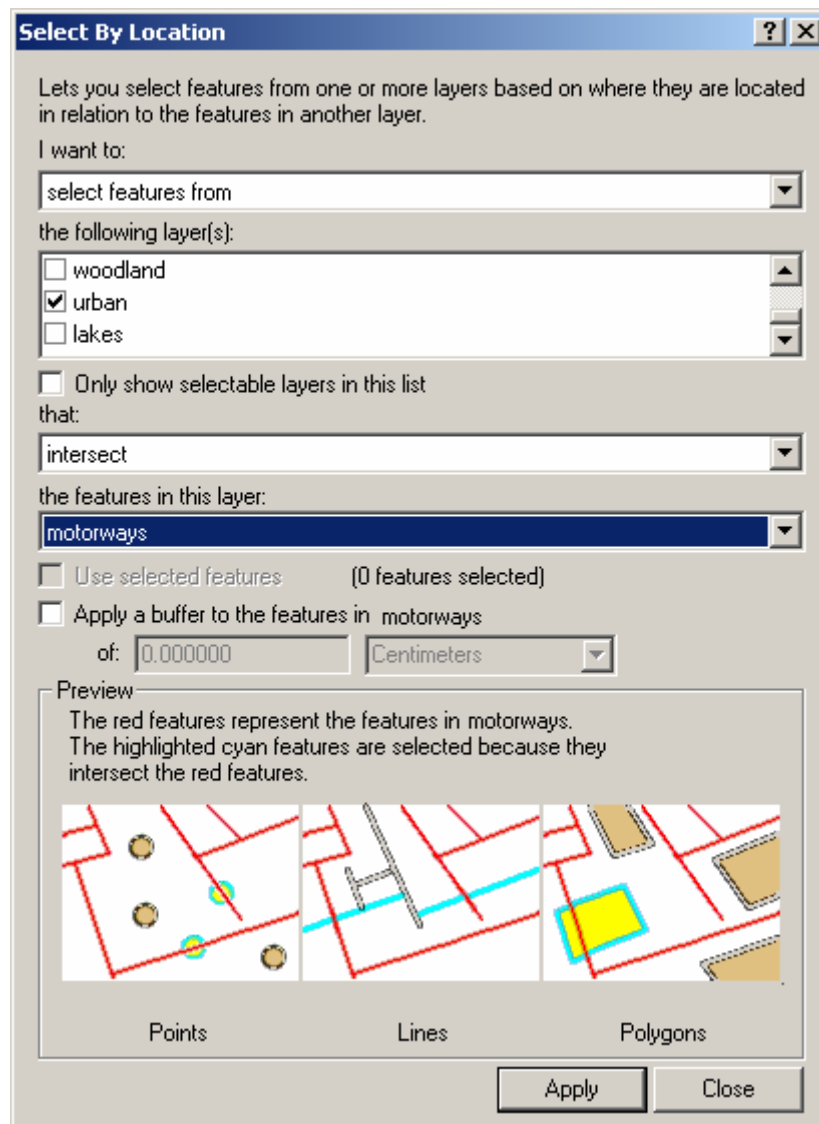 Select By Location
Lets you select features from one or more layers based on where they are located
in relation to the features in another layer.
I want to:
select features from
the following layer(s):
woodland
urban
lakes
Only show selectable layers in this list
that:
intersect
the features in this layer:
motorways
Use selected features (0 features selected)
Apply a buffer to the features in motorways
of: 0.000000 Centimeters
Preview
The red features represent the features in motorways.
The highlighted cyan features are selected because they
intersect the red features.
Points Lines Polygons
Apply Close